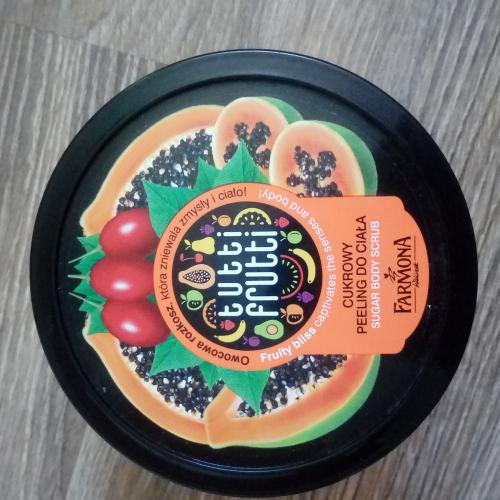 Owocowa rozkosz, która zniewala zmysły i ciało!
tutti
frutti
Fruity bliss captivates the senses and body!
CUKROWY
PEELING DO CIAŁA
SUGAR BODY SCRUB
FARMONA